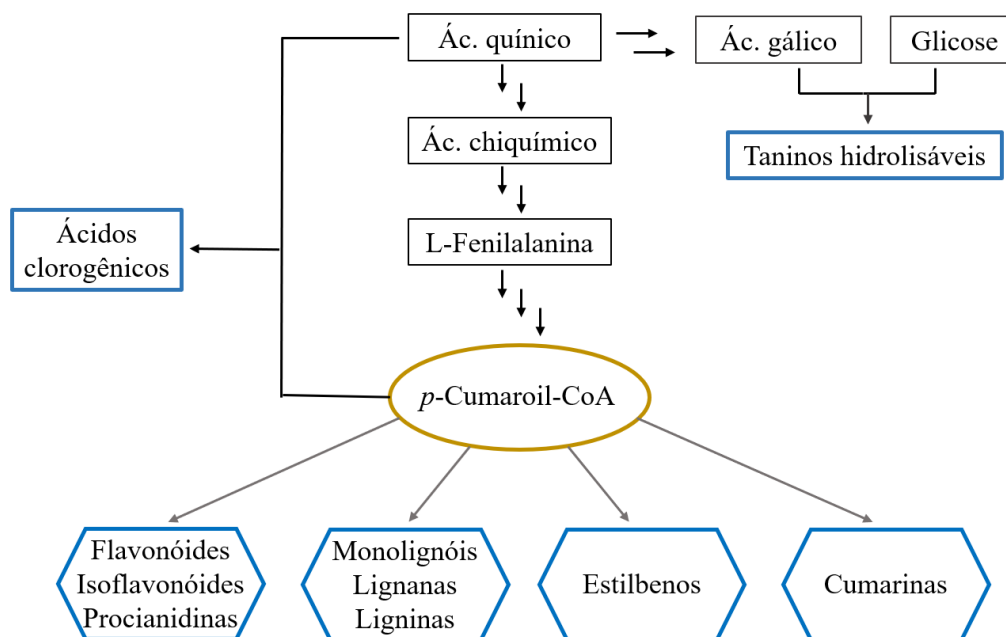 Ác. quínico
Ác. gálico
Glicose
Ác. chiquímico
Taninos hidrolisáveis
Ácidos
clorogênicos
L-Fenilalanina
p-Cumaroil-CoA
Flavonóides
Isoflavonóides
Procianidinas
Monolignóis
Lignanas
Ligninas
Estilbenos
Cumarinas